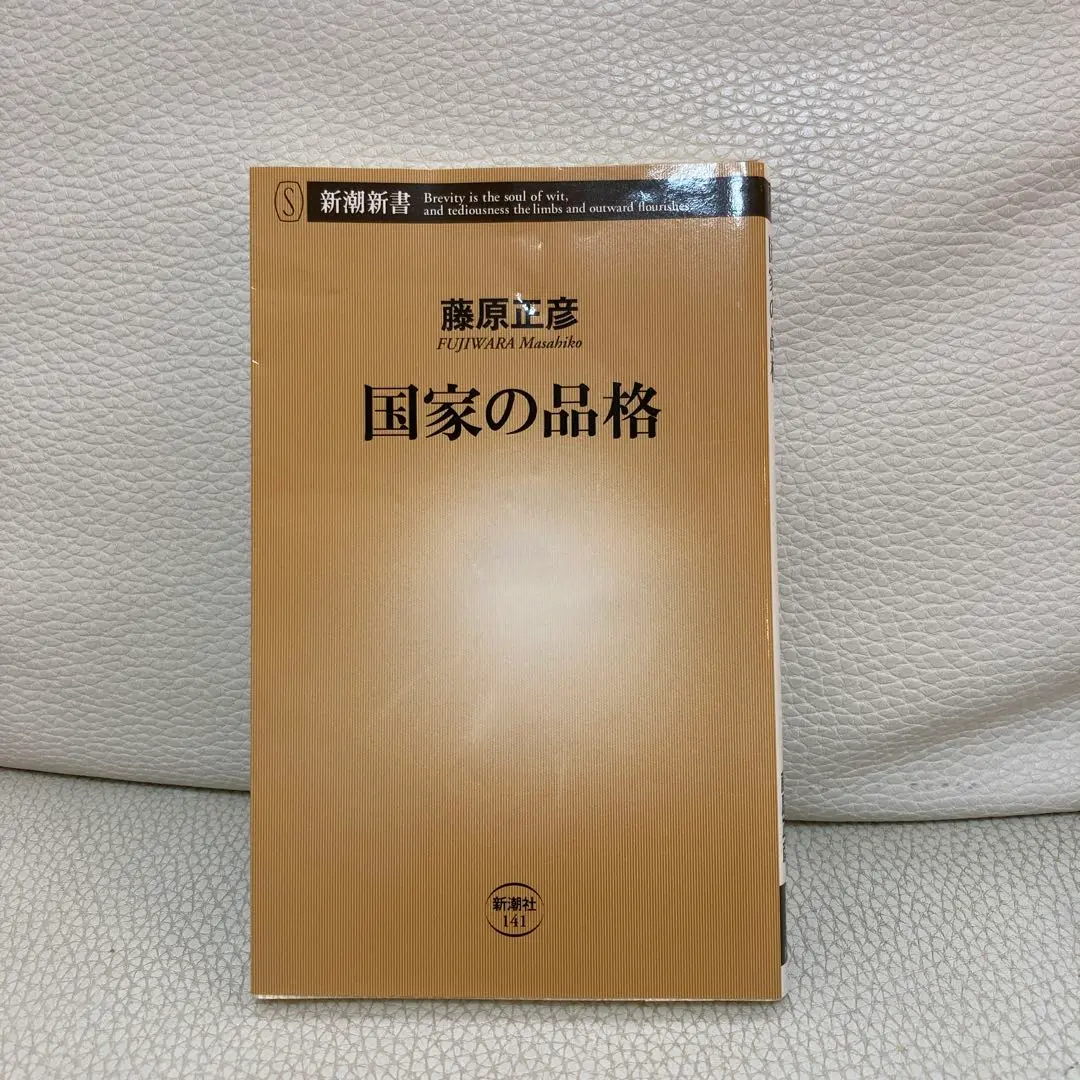 S 新潮新書
Brevity is the soul of wit,
and tediousness the limbs and outward flourishes
藤原正彦
FUJIWARA Masahiko
国家の品格
新潮社
141